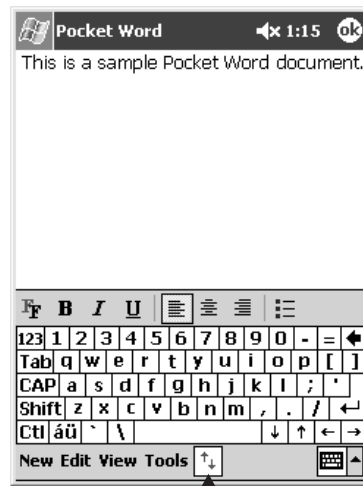 Pocket Word 1:15 ok
This is a sample Pocket Word document.
FF B I U
123 1 2 3 4 5 6 7 8 9 0 - =
Tab q w e r t y u i o p [ ]
CAP a s d f g h j k l ; '
Shift z x c v b n m , . /
Ctl áü ` \ ↓ ↑ ← →
New Edit View Tools